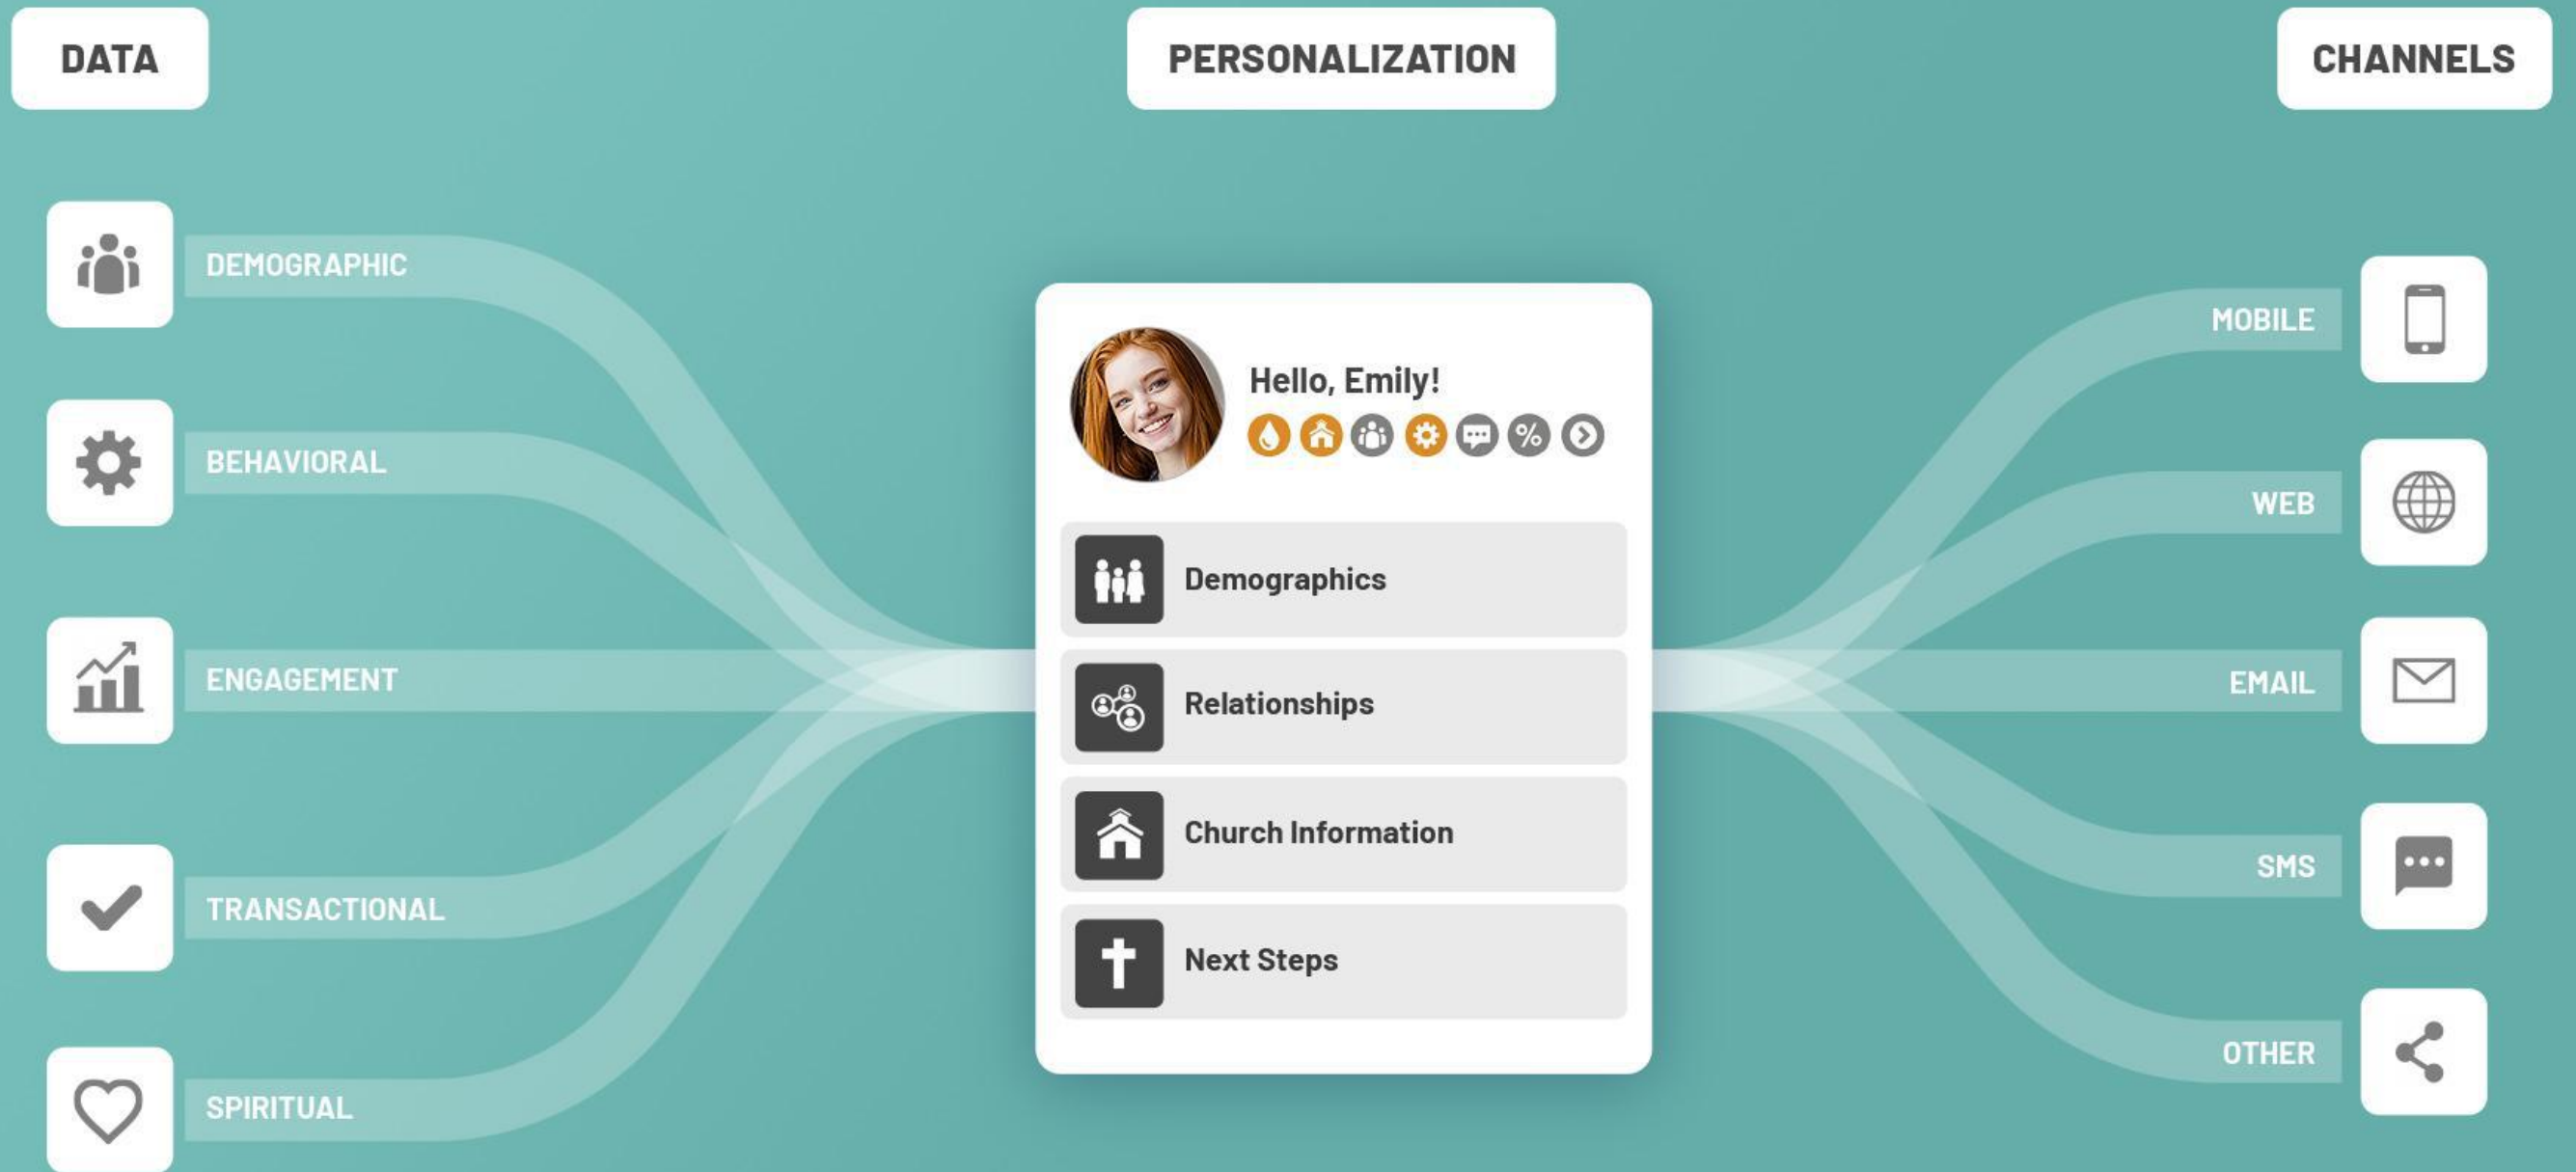 DATA
PERSONALIZATION
CHANNELS
DEMOGRAPHIC
BEHAVIORAL
ENGAGEMENT
TRANSACTIONAL
SPIRITUAL
Hello, Emily!
%
Demographics
Relationships
Church Information
Next Steps
MOBILE
WEB
EMAIL
SMS
OTHER